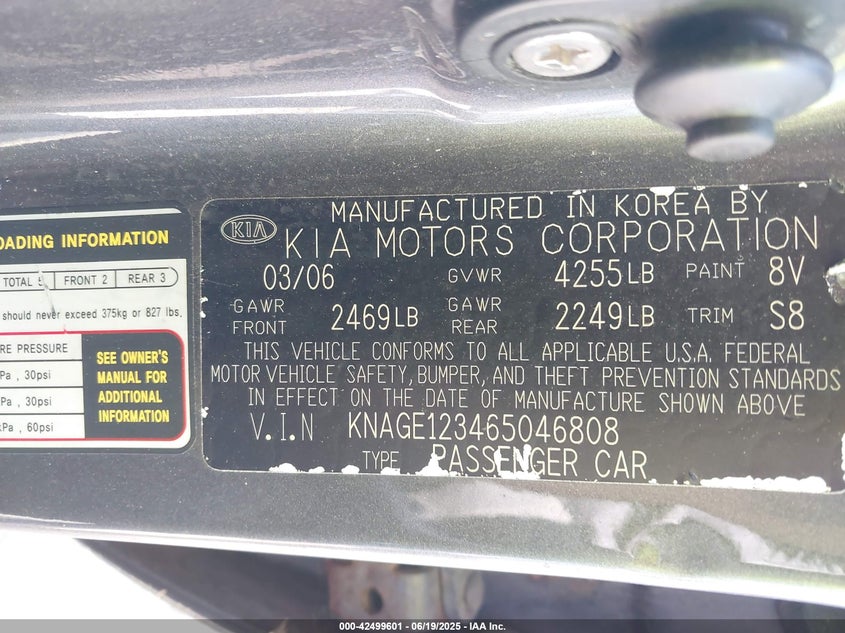 OADING INFORMATION
TOTAL 5 FRONT 2 REAR 3
should never exceed 375kg or 827 lbs.
RE PRESSURE
Pa , 30psi
Pa , 30psi
kPa , 60psi
SEE OWNER'S
MANUAL FOR
ADDITIONAL
INFORMATION
MANUFACTURED IN KOREA BY
KIA KIA MOTORS CORPORATION
03/06 GVWR 4255LB PAINT 8V
GAWR FRONT 2469LB GAWR REAR 2249LB TRIM S8
THIS VEHICLE CONFORMS TO ALL APPLICABLE U.S.A. FEDERAL
MOTOR VEHICLE SAFETY, BUMPER, AND THEFT PREVENTION STANDARDS
IN EFFECT ON THE DATE OF MANUFACTURE SHOWN ABOVE
V.I.N KNAGE123465046808
TYPE PASSENGER CAR
000-42499601 - 06/19/2025 - IAA Inc.